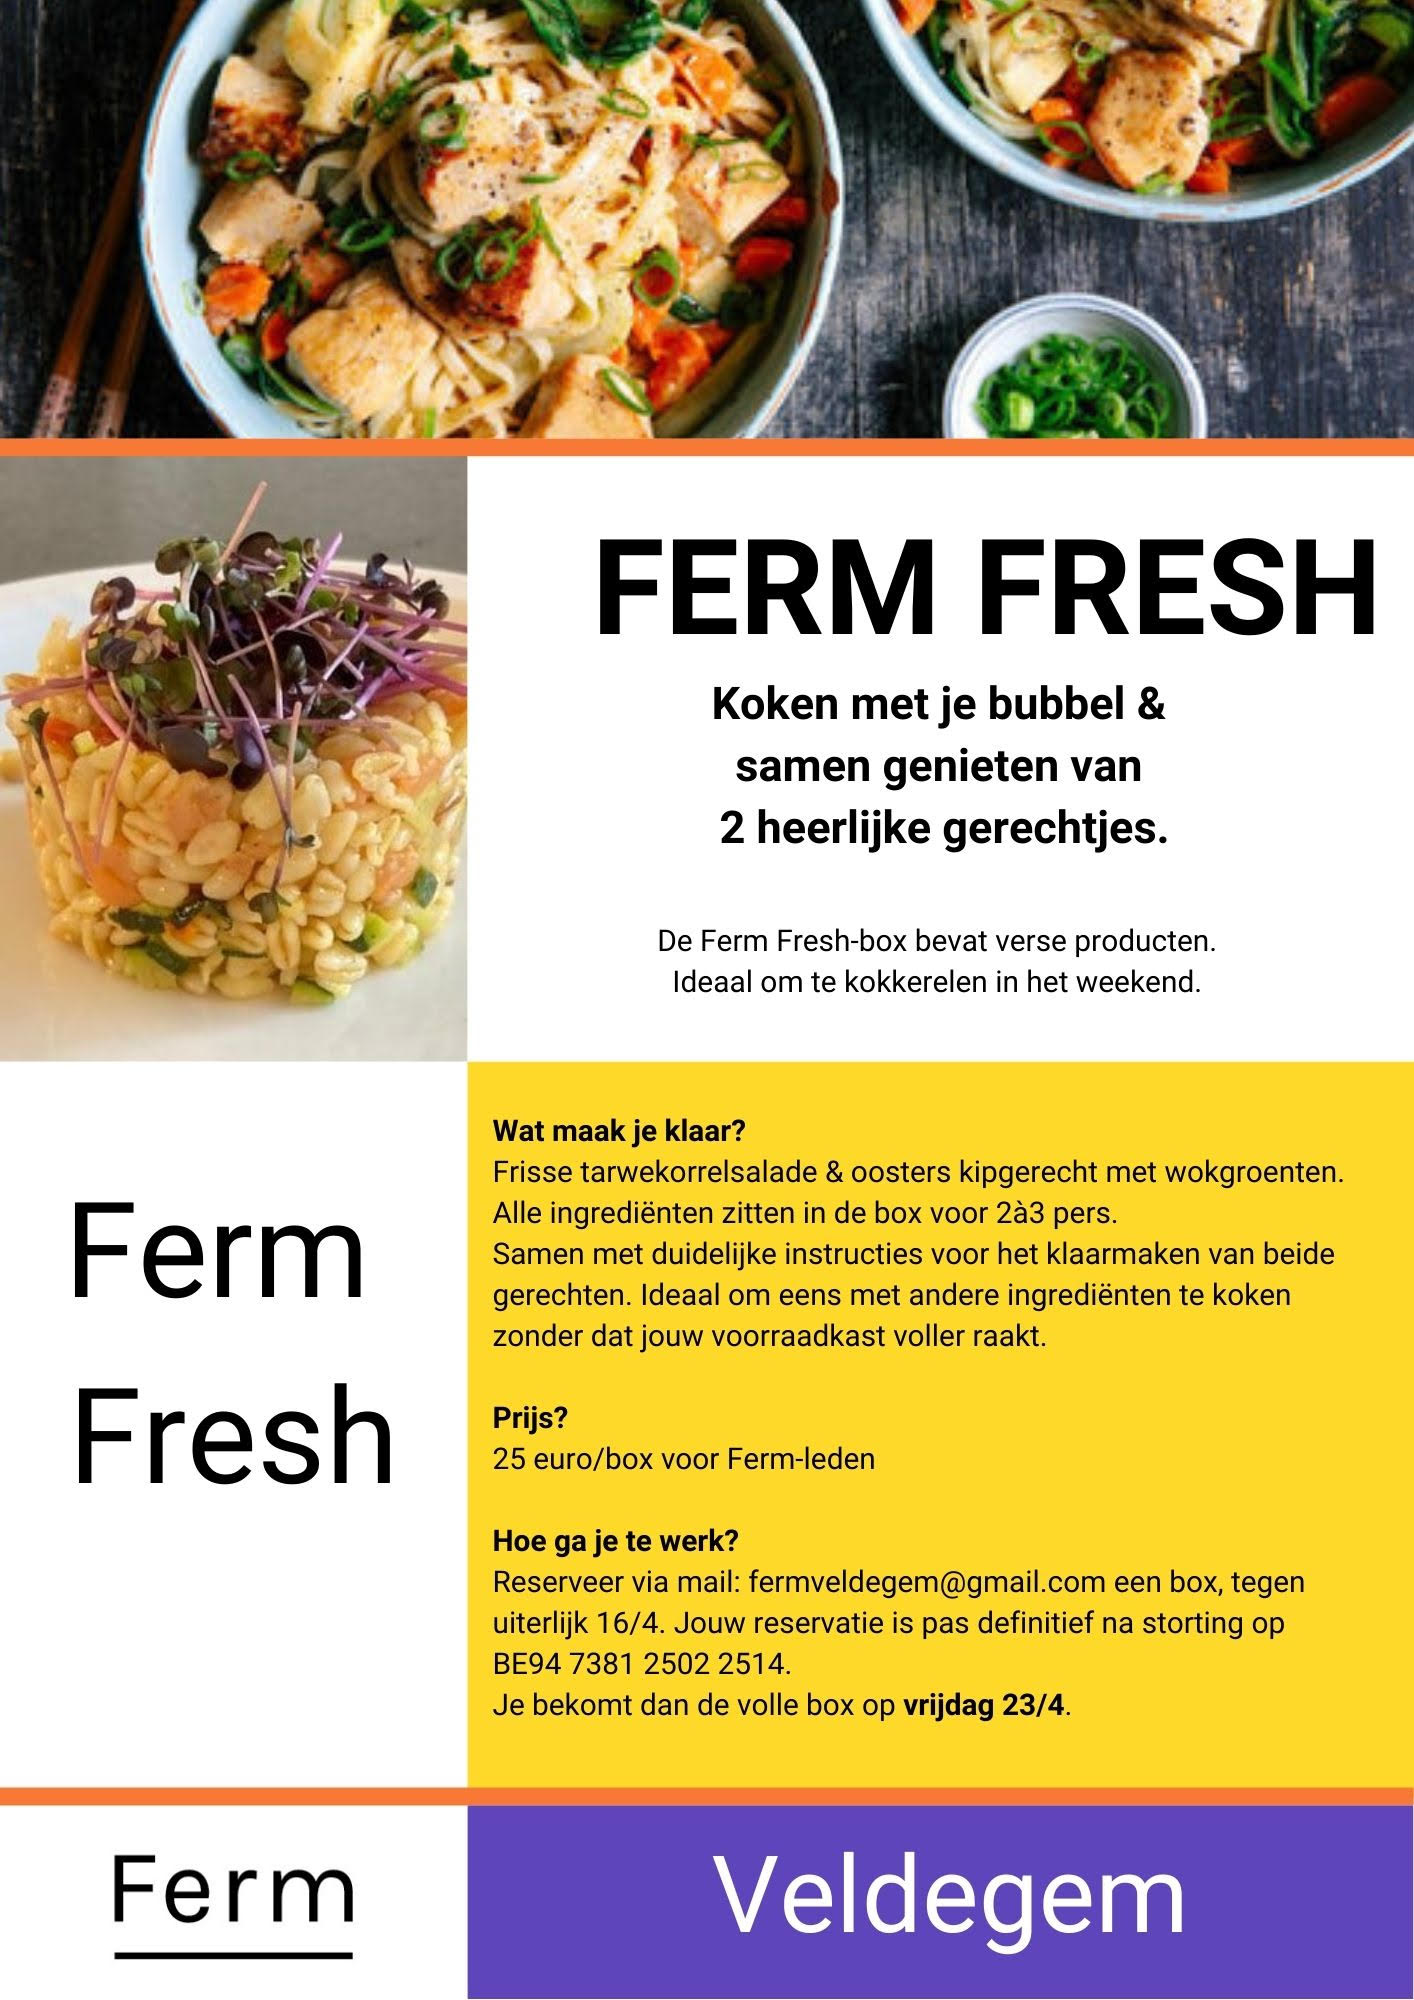 FERM FRESH
Koken met je bubbel &
samen genieten van
2 heerlijke gerechtjes.
De Ferm Fresh-box bevat verse producten.
Ideaal om te kokkerelen in het weekend.
Ferm
Fresh
Wat maak je klaar?
Frisse tarwekorrelsalade & oosters kipgerecht met wokgroenten.
Alle ingrediënten zitten in de box voor 2à3 pers.
Samen met duidelijke instructies voor het klaarmaken van beide
gerechten. Ideaal om eens met andere ingrediënten te koken
zonder dat jouw voorraadkast voller raakt.
Prijs?
25 euro/box voor Ferm-leden
Hoe ga je te werk?
Reserveer via mail: fermveldegem@gmail.com een box, tegen
uiterlijk 16/4. Jouw reservatie is pas definitief na storting op
BE94 7381 2502 2514.
Je bekomt dan de volle box op vrijdag 23/4.
Ferm
Veldegem